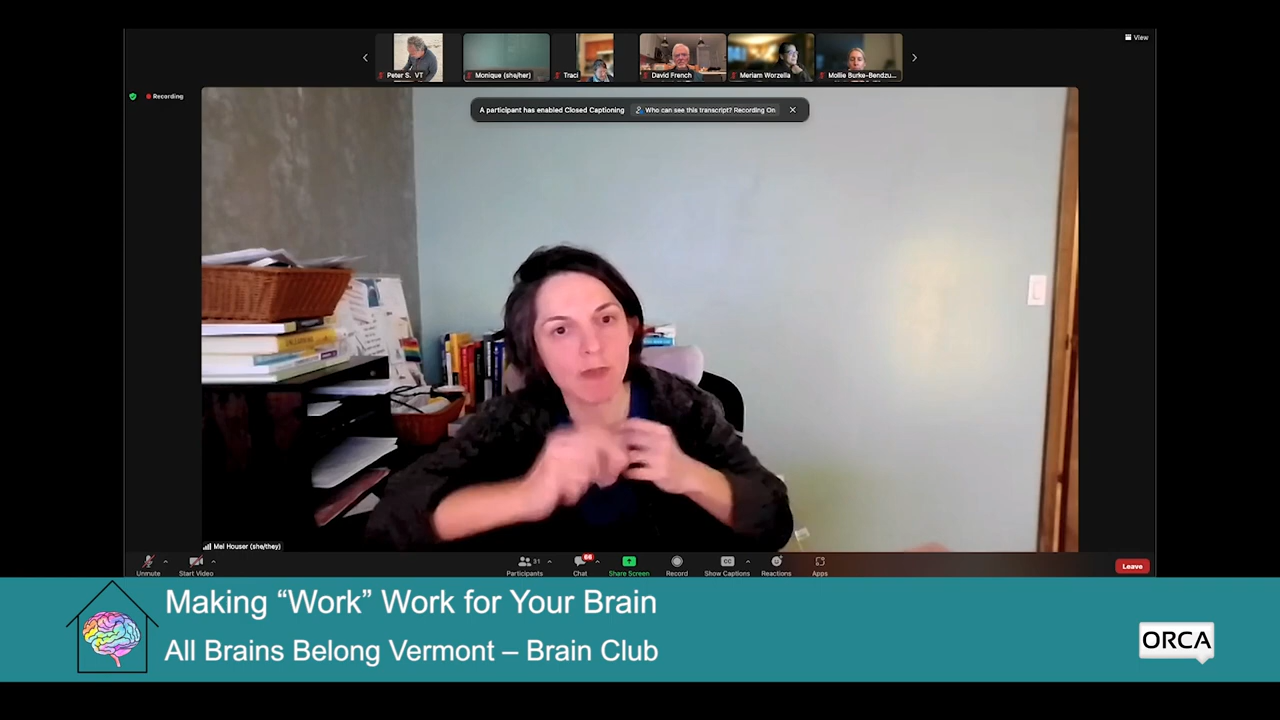 View
Peter S. VT
Monique (she/her)
Traci
David French
Meriam Worzella
Mollie Burke-Bendzu...
Recording
A participant has enabled Closed Captioning
Who can see this transcript? Recording On
Mel Houser (she/they)
Unmute
Start Video
31
Participants
66
Chat
Share Screen
Record
CC
Show Captions
Reactions
Apps
Leave
Making “Work” Work for Your Brain
All Brains Belong Vermont – Brain Club
ORCA